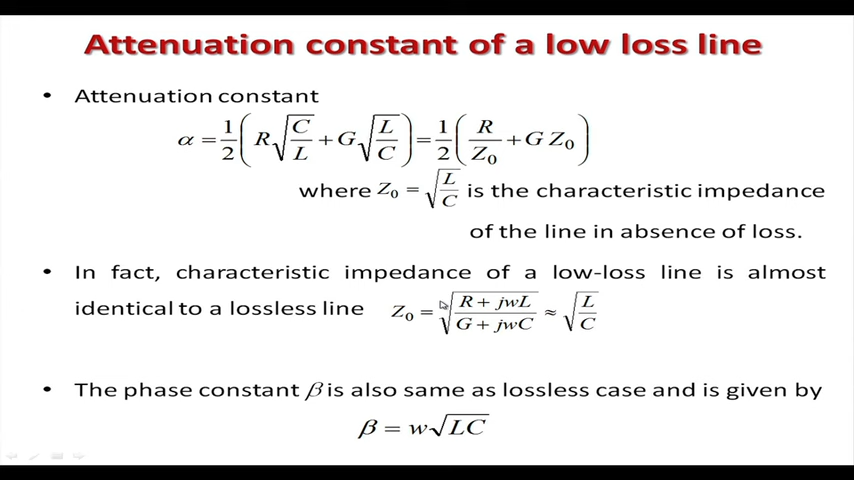 Attenuation constant of a low loss line
• Attenuation constant
α = 1/2 ( R √(C/L) + G √(L/C) ) = 1/2 ( R/Z₀ + G Z₀ )
where Z₀ = √(L/C) is the characteristic impedance
of the line in absence of loss.
• In fact, characteristic impedance of a low-loss line is almost
identical to a lossless line Z₀ = √((R + jwL)/(G + jwC)) ≈ √(L/C)
• The phase constant β is also same as lossless case and is given by
β = w√(LC)